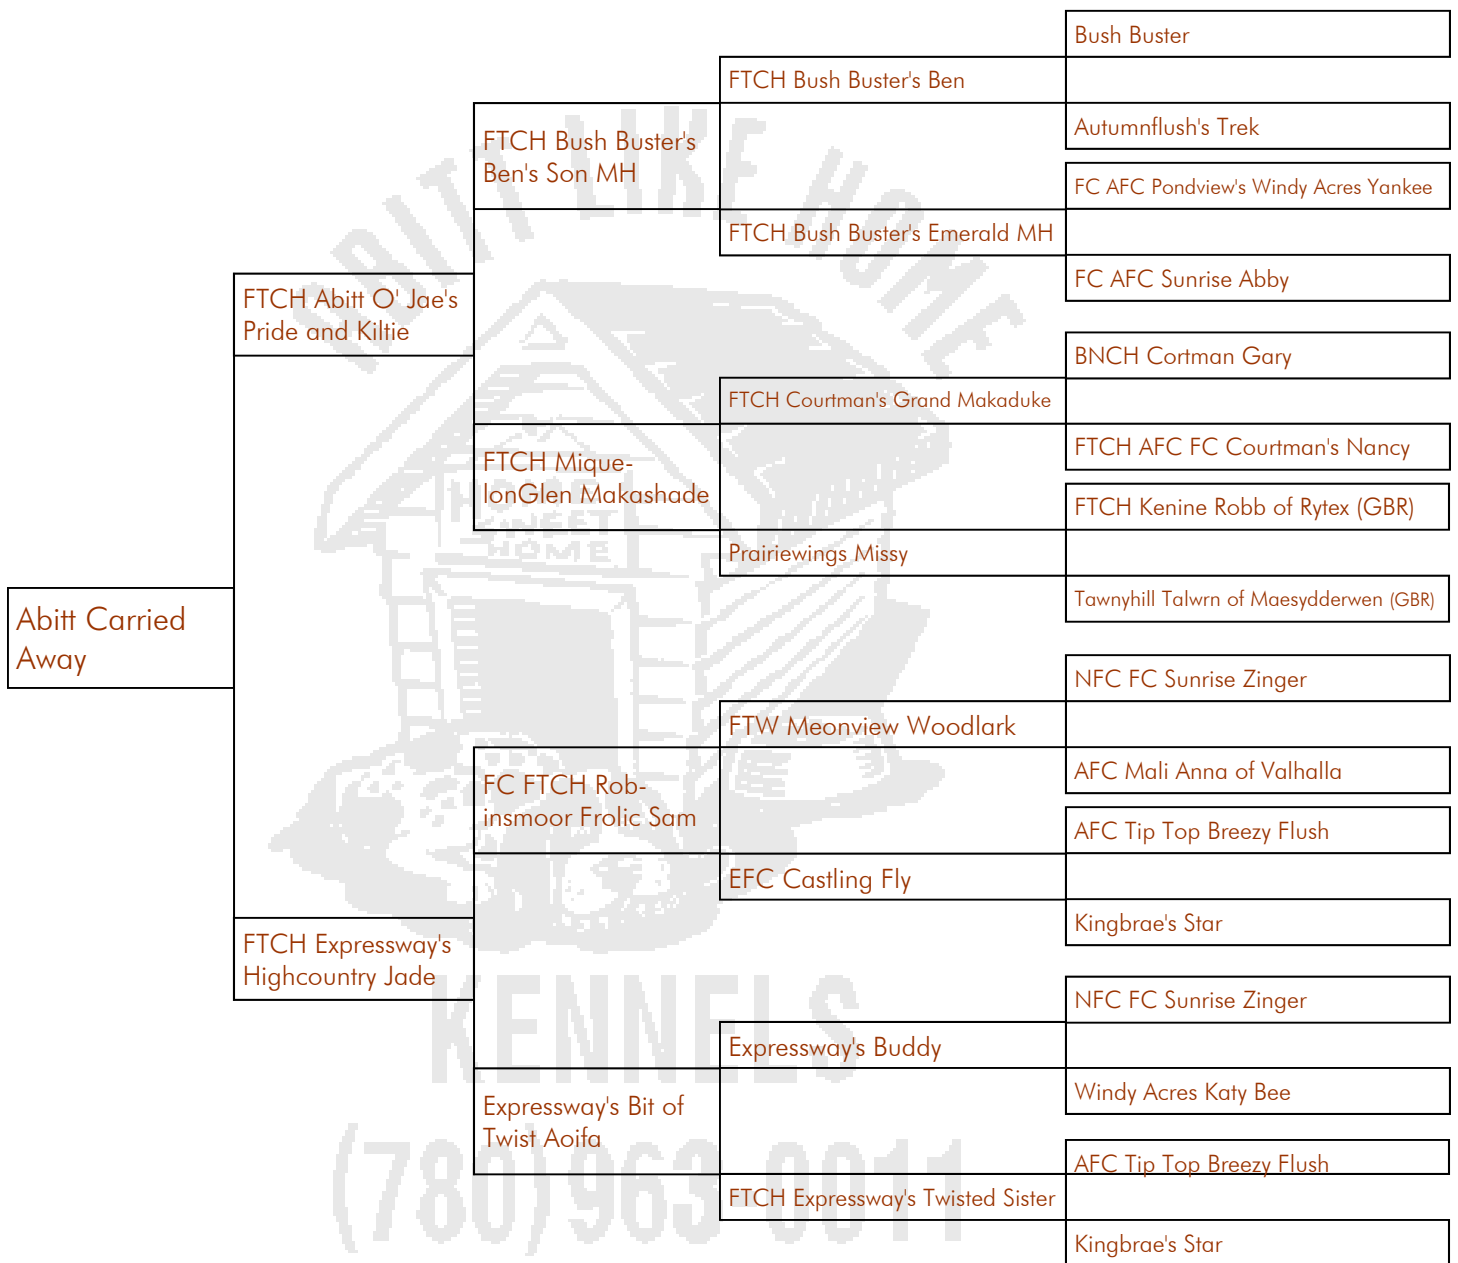 Bush Buster
FTCH Bush Buster's Ben
Autumnflush's Trek
FTCH Bush Buster's
Ben's Son MH
FC AFC Pondview's Windy Acres Yankee
FTCH Bush Buster's Emerald MH
FC AFC Sunrise Abby
FTCH Abitt O' Jae's
Pride and Kiltie
BNCH Cortman Gary
FTCH Courtman's Grand Makaduke
FTCH AFC FC Courtman's Nancy
FTCH Mique-
lonGlen Makashade
FTCH Kenine Robb of Rytex (GBR)
Prairiewings Missy
Tawnyhill Talwrn of Maesydderwen (GBR)
Abitt Carried
Away
NFC FC Sunrise Zinger
FTW Meonview Woodlark
AFC Mali Anna of Valhalla
FC FTCH Rob-
insmoor Frolic Sam
AFC Tip Top Breezy Flush
EFC Castling Fly
Kingbrae's Star
FTCH Expressway's
Highcountry Jade
NFC FC Sunrise Zinger
Expressway's Buddy
Windy Acres Katy Bee
Expressway's Bit of
Twist Aoifa
AFC Tip Top Breezy Flush
FTCH Expressway's Twisted Sister
Kingbrae's Star
ABITT LIKE HOME
HOME
SWEET
HOME
KENNELS
(780) 963-0011